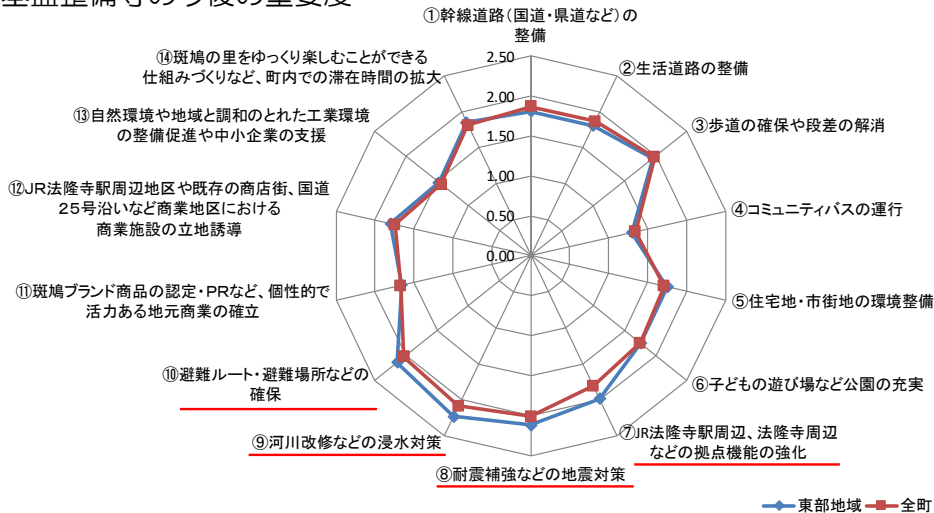 基盤整備等の今後の重要度
①幹線道路(国道・県道など)の
整備
②生活道路の整備
③歩道の確保や段差の解消
④コミュニティバスの運行
⑤住宅地・市街地の環境整備
⑥子どもの遊び場など公園の充実
⑦JR法隆寺駅周辺、法隆寺周辺
などの拠点機能の強化
⑧耐震補強などの地震対策
⑨河川改修などの浸水対策
⑩避難ルート・避難場所などの
確保
⑪斑鳩ブランド商品の認定・PRなど、個性的で
活力ある地元商業の確立
⑫JR法隆寺駅周辺地区や既存の商店街、国道
25号沿いなど商業地区における
商業施設の立地誘導
⑬自然環境や地域と調和のとれた工業環境
の整備促進や中小企業の支援
⑭斑鳩の里をゆっくり楽しむことができる
仕組みづくりなど、町内での滞在時間の拡大
2.50
2.00
1.50
1.00
0.50
0.00
東部地域 全町